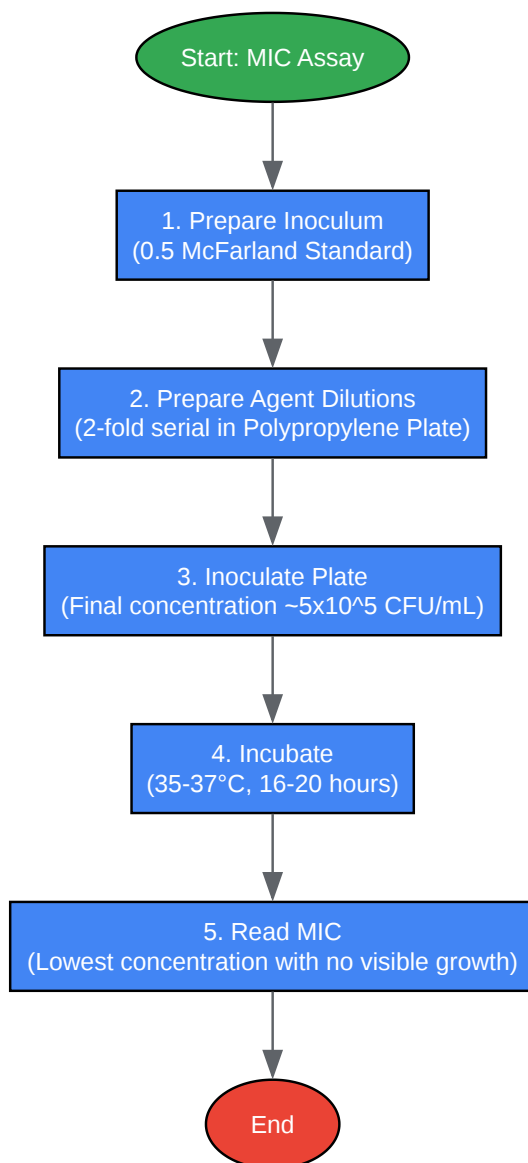 Start: MIC Assay
1. Prepare Inoculum
(0.5 McFarland Standard)
2. Prepare Agent Dilutions
(2-fold serial in Polypropylene Plate)
3. Inoculate Plate
(Final concentration ~5x10^5 CFU/mL)
4. Incubate
(35-37°C, 16-20 hours)
5. Read MIC
(Lowest concentration with no visible growth)
End